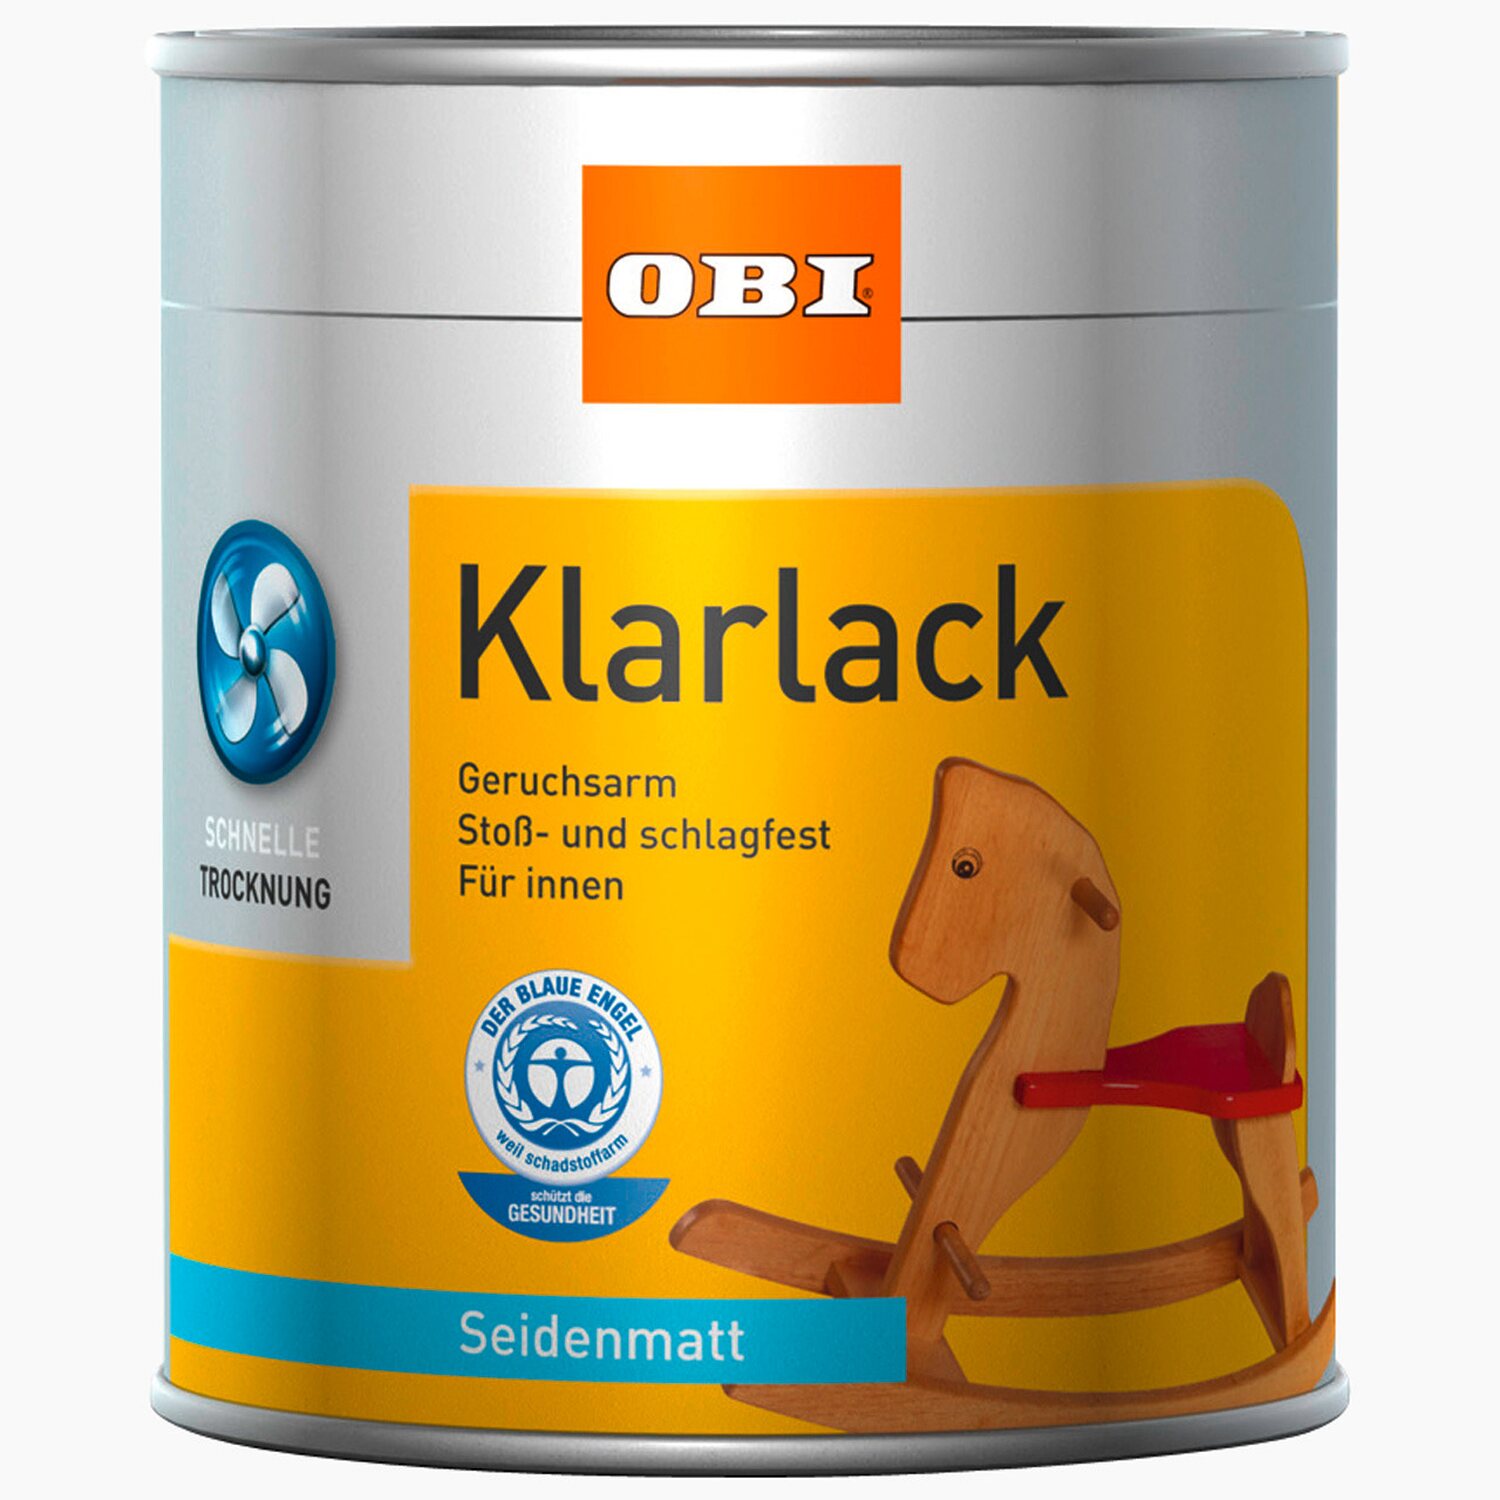 OBI®
Klarlack
Geruchsarm
Stoß- und schlagfest
Für innen
SCHNELLE
TROCKNUNG
DER BLAUE ENGEL
weil schadstoffarm
schützt die
GESUNDHEIT
Seidenmatt